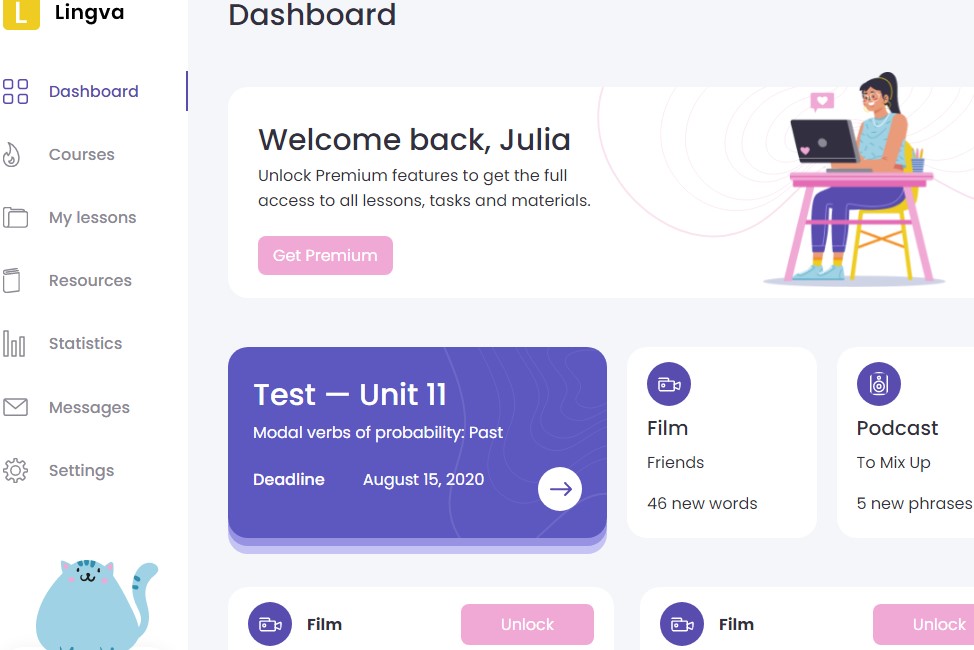 L Lingva
Dashboard
Courses
My lessons
Resources
Statistics
Messages
Settings
Dashboard
Welcome back, Julia
Unlock Premium features to get the full
access to all lessons, tasks and materials.
Get Premium
Test — Unit 11
Modal verbs of probability: Past
Deadline August 15, 2020
Film
Friends
46 new words
Podcast
To Mix Up
5 new phrases
Film Unlock
Film Unlock